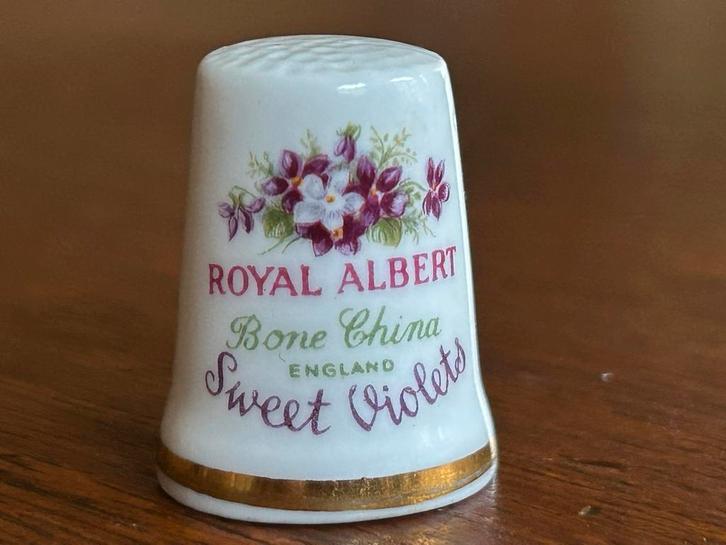 ROYAL ALBERT
Bone China
ENGLAND
Sweet Violets